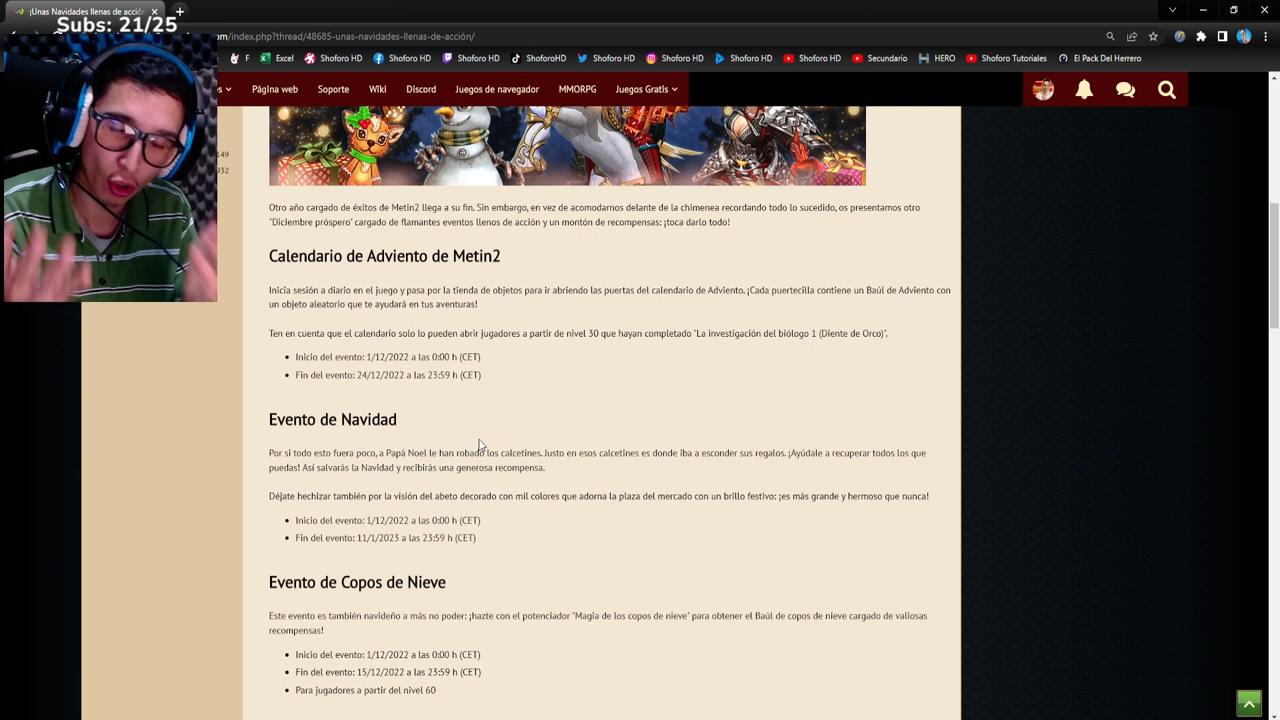 ¡Unas Navidades llenas de acció
Subs: 21/25
com/index.php?thread/48685-unas-navidades-llenas-de-acción/
F
Excel
Shoforo HD
Shoforo HD
Shoforo HD
ShoforoHD
Shoforo HD
Shoforo HD
Shoforo HD
Shoforo HD
Secundario
HERO
Shoforo Tutoriales
El Pack Del Herrero
Página web
Soporte
Wiki
Discord
Juegos de navegador
MMORPG
Juegos Gratis
149
932
Otro año cargado de éxitos de Metin2 llega a su fin. Sin embargo, en vez de acomodarnos delante de la chimenea recordando todo lo sucedido, os presentamos otro
"Diciembre próspero" cargado de flamantes eventos llenos de acción y un montón de recompensas: ¡toca darlo todo!
Calendario de Adviento de Metin2
Inicia sesión a diario en el juego y pasa por la tienda de objetos para ir abriendo las puertas del calendario de Adviento. ¡Cada puertecilla contiene un Baúl de Adviento con
un objeto aleatorio que te ayudará en tus aventuras!
Ten en cuenta que el calendario solo lo pueden abrir jugadores a partir de nivel 30 que hayan completado "La investigación del biólogo 1 (Diente de Orco)".
• Inicio del evento: 1/12/2022 a las 0:00 h (CET)
• Fin del evento: 24/12/2022 a las 23:59 h (CET)
Evento de Navidad
Por si todo esto fuera poco, a Papá Noel le han robado los calcetines. Justo en esos calcetines es donde iba a esconder sus regalos. ¡Ayúdale a recuperar todos los que
puedas! Así salvarás la Navidad y recibirás una generosa recompensa.
Déjate hechizar también por la visión del abeto decorado con mil colores que adorna la plaza del mercado con un brillo festivo: ¡es más grande y hermoso que nunca!
• Inicio del evento: 1/12/2022 a las 0:00 h (CET)
• Fin del evento: 11/1/2023 a las 23:59 h (CET)
Evento de Copos de Nieve
Este evento es también navideño a más no poder: ¡hazte con el potenciador "Magia de los copos de nieve" para obtener el Baúl de copos de nieve cargado de valiosas
recompensas!
• Inicio del evento: 1/12/2022 a las 0:00 h (CET)
• Fin del evento: 15/12/2022 a las 23:59 h (CET)
• Para jugadores a partir del nivel 60